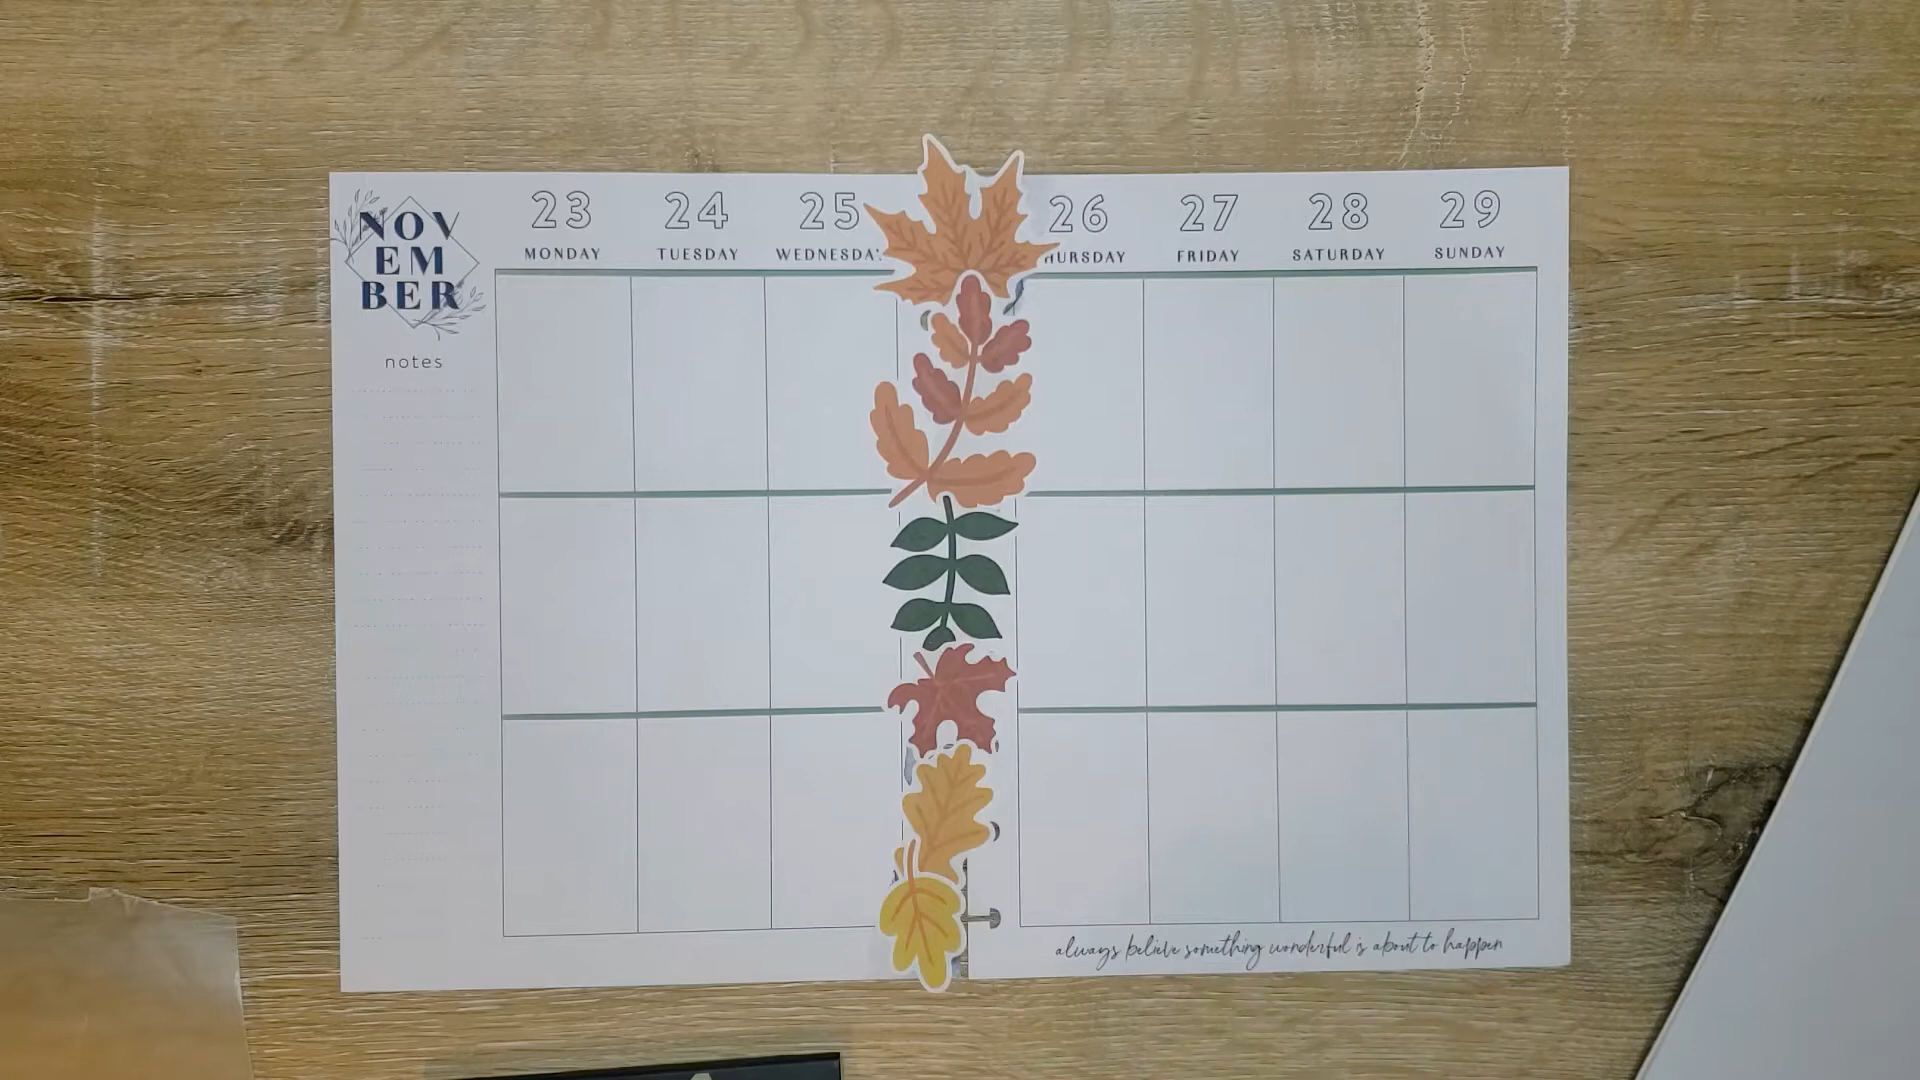 NOV
EM
BER
23 24 25 26 27 28 29
MONDAY TUESDAY WEDNESDAY HURSDAY FRIDAY SATURDAY SUNDAY
notes
always believe something wonderful is about to happen